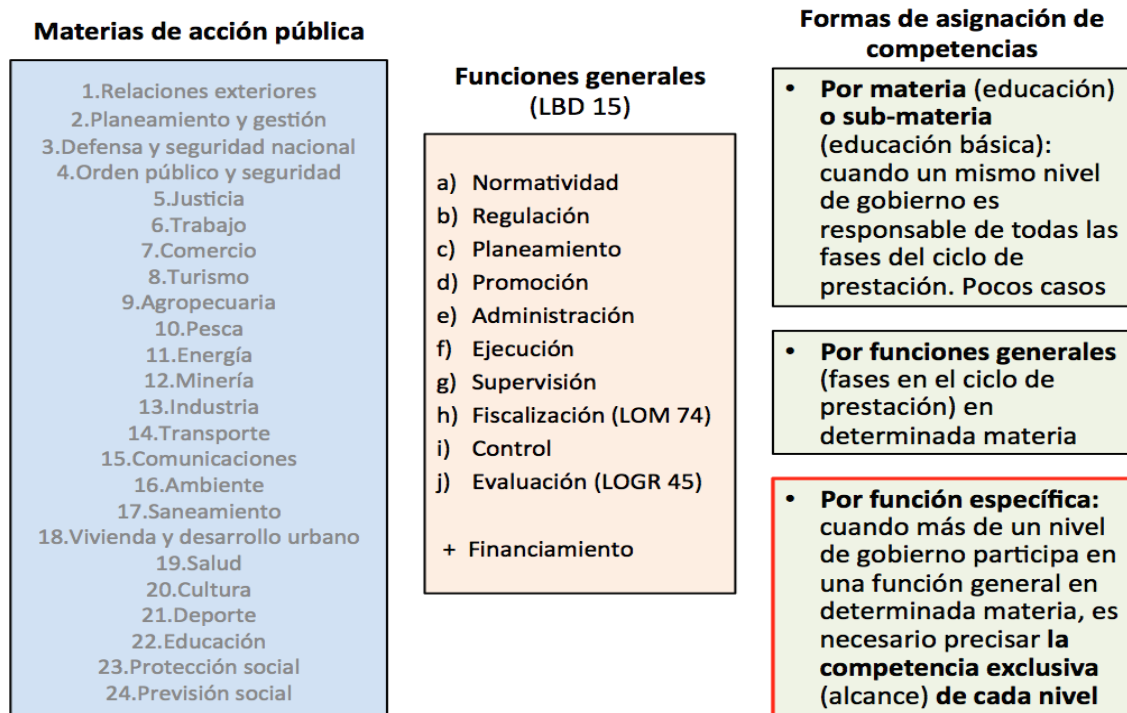 Materias de acción pública
1.Relaciones exteriores
2.Planeamiento y gestión
3.Defensa y seguridad nacional
4.Orden público y seguridad
5.Justicia
6.Trabajo
7.Comercio
8.Turismo
9.Agropecuaria
10.Pesca
11.Energía
12.Minería
13.Industria
14.Transporte
15.Comunicaciones
16.Ambiente
17.Saneamiento
18.Vivienda y desarrollo urbano
19.Salud
20.Cultura
21.Deporte
22.Educación
23.Protección social
24.Previsión social
Funciones generales
(LBD 15)
a) Normatividad
b) Regulación
c) Planeamiento
d) Promoción
e) Administración
f) Ejecución
g) Supervisión
h) Fiscalización (LOM 74)
i) Control
j) Evaluación (LOGR 45)
+ Financiamiento
Formas de asignación de
competencias
• Por materia (educación)
o sub-materia
(educación básica):
cuando un mismo nivel
de gobierno es
responsable de todas las
fases del ciclo de
prestación. Pocos casos
• Por funciones generales
(fases en el ciclo de
prestación) en
determinada materia
• Por función específica:
cuando más de un nivel
de gobierno participa en
una función general en
determinada materia, es
necesario precisar la
competencia exclusiva
(alcance) de cada nivel